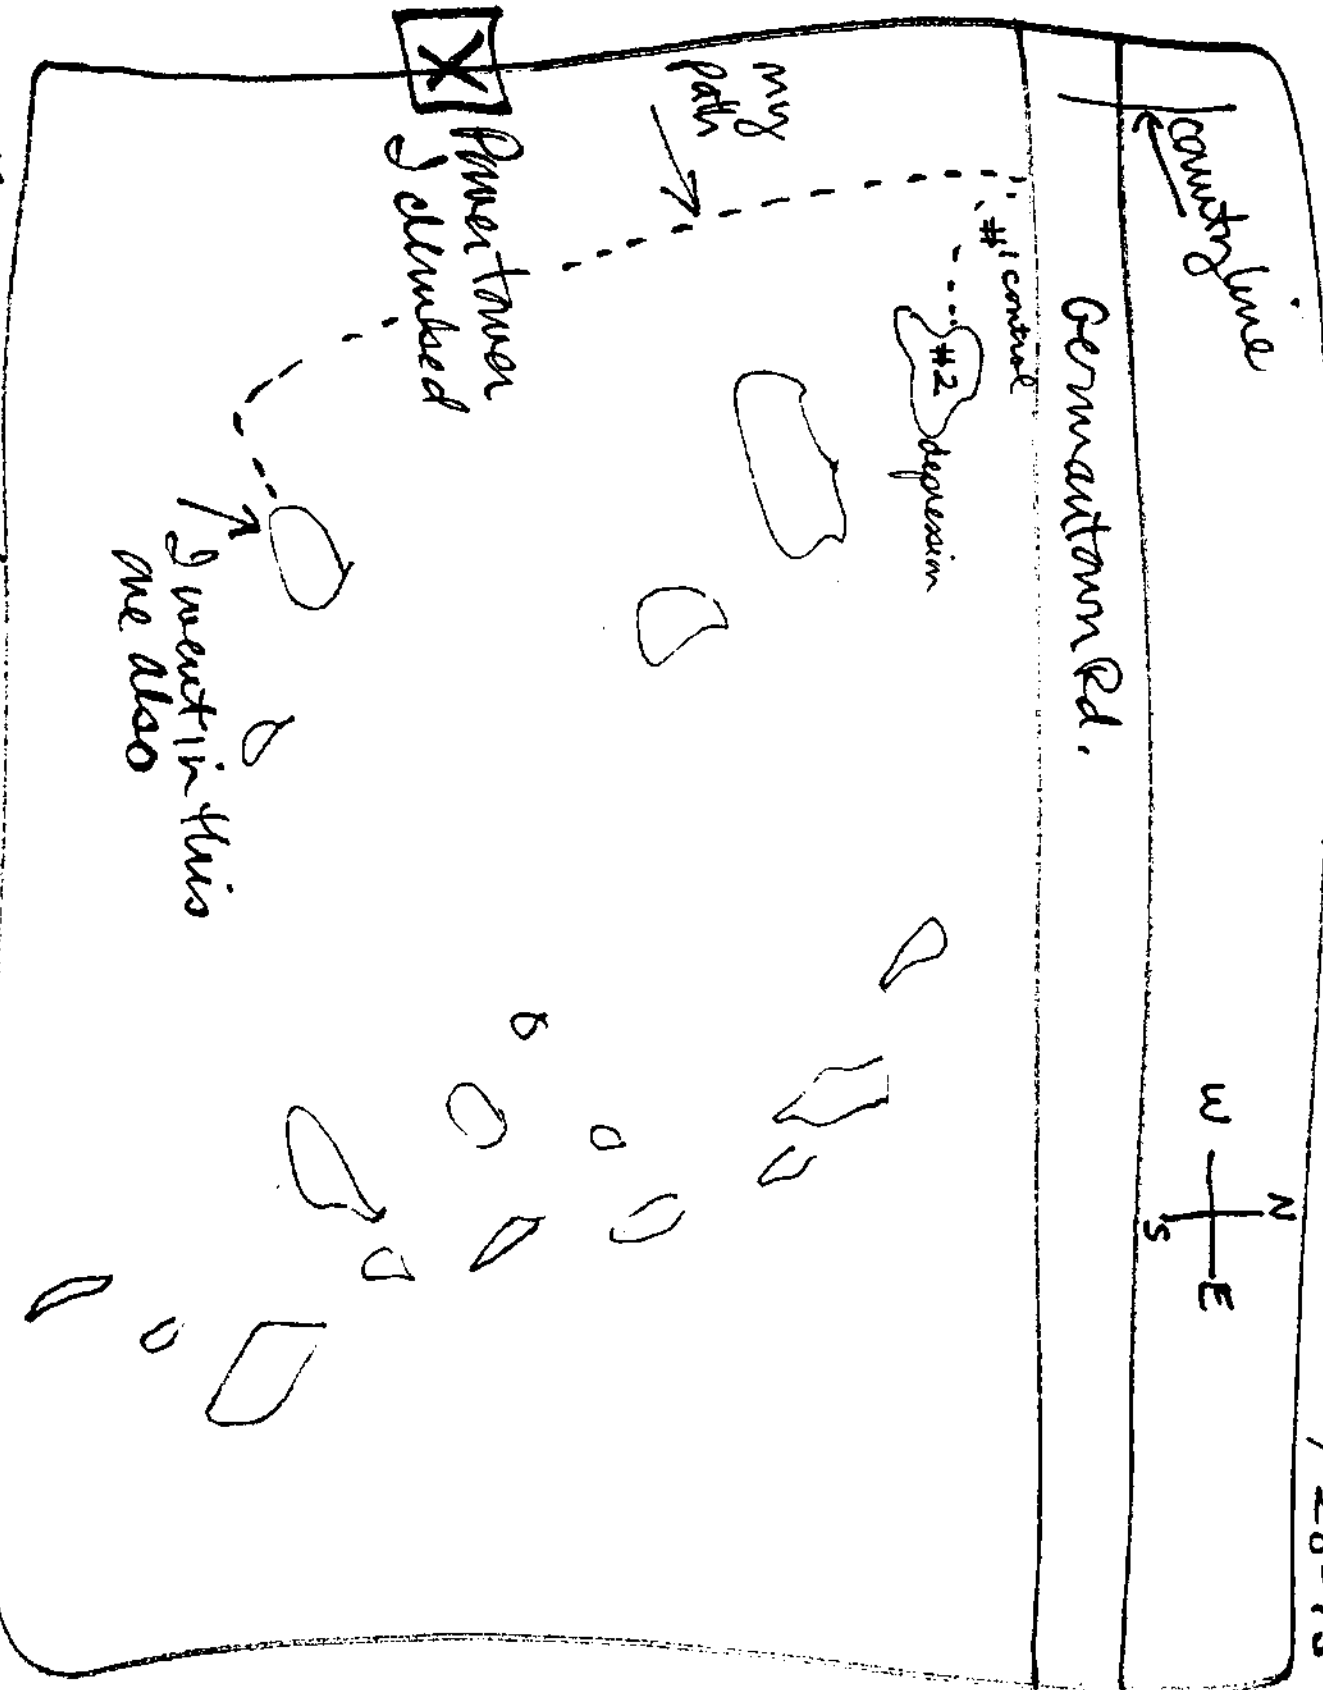 county line
Germantown Rd.
W
N
S
E
#1 control
#2
depression
my
path
Power tower
I climbed
I went in this
one also